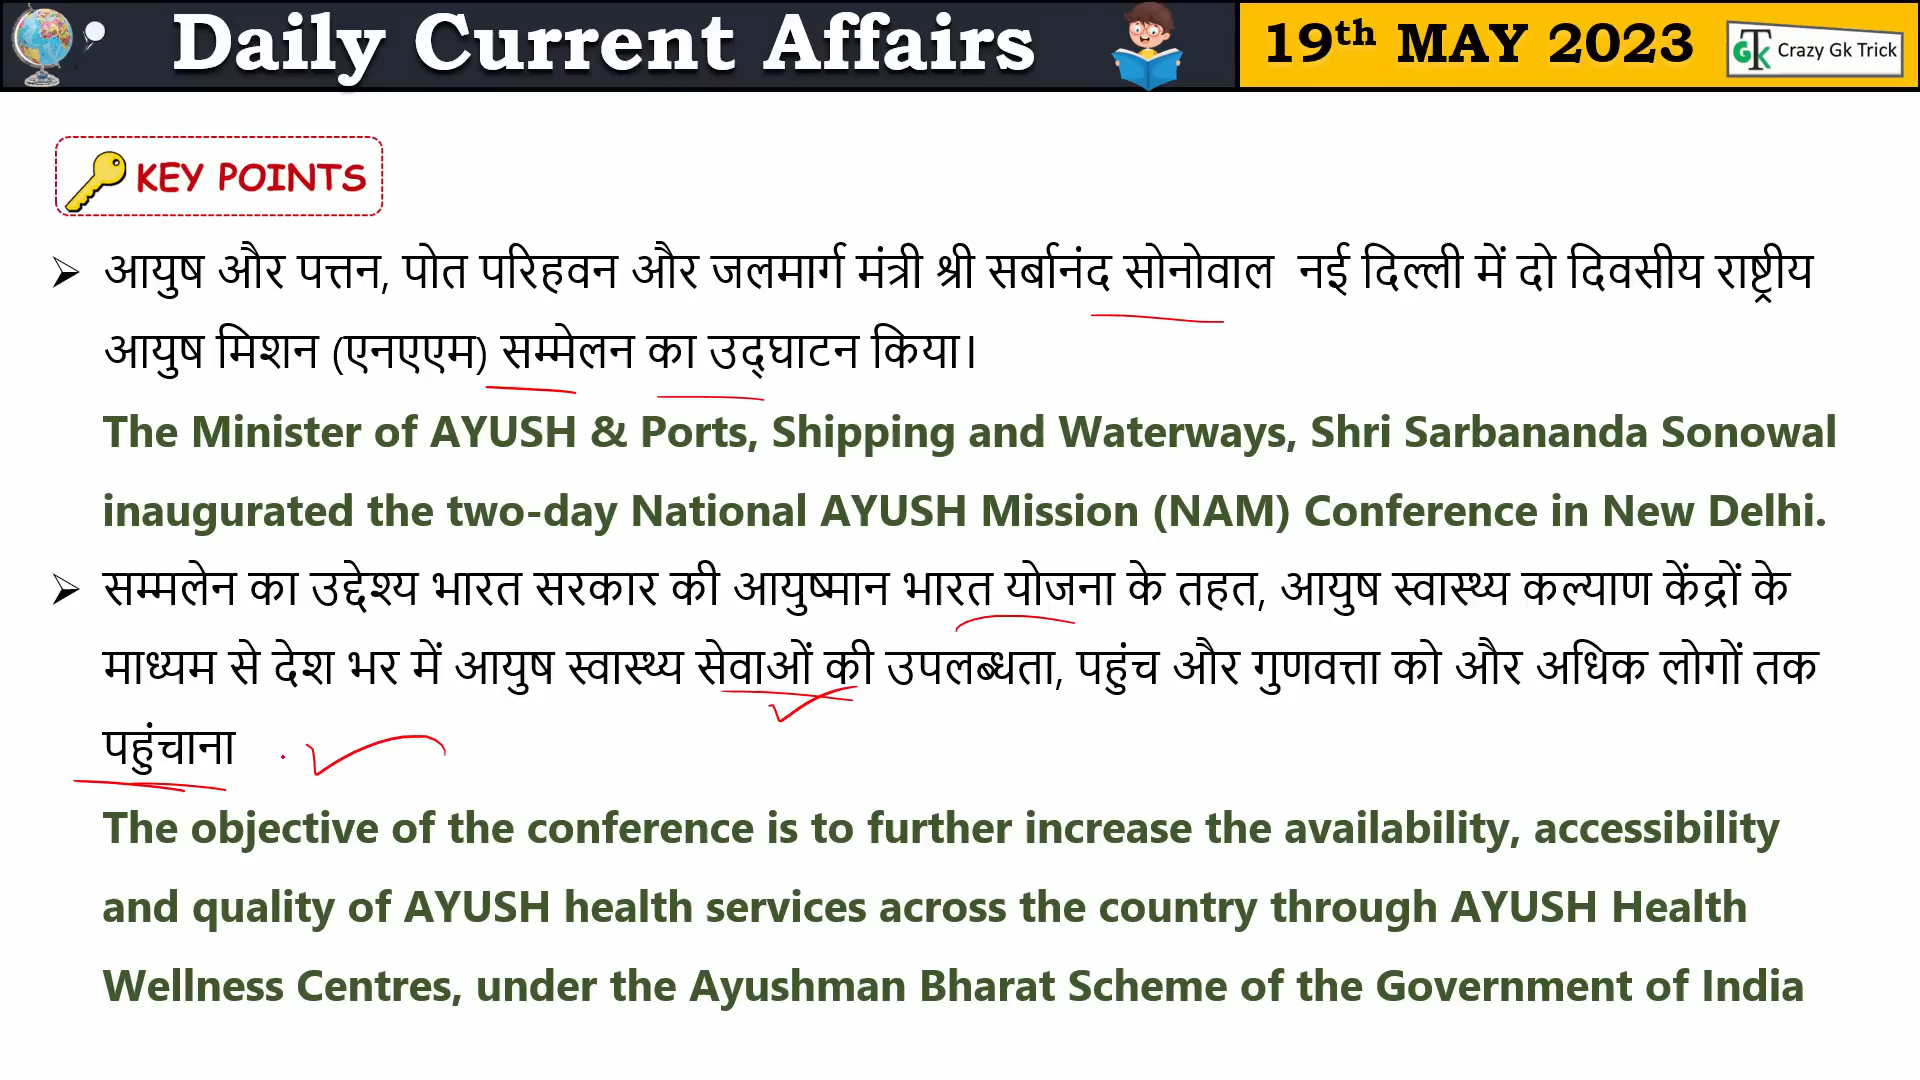 Daily Current Affairs
19th MAY 2023
GTK Crazy Gk Trick
KEY POINTS
➢ आयुष और पत्तन, पोत परिहवन और जलमार्ग मंत्री श्री सर्बानंद सोनोवाल नई दिल्ली में दो दिवसीय राष्ट्रीय
आयुष मिशन (एनएएम) सम्मेलन का उद्घाटन किया।
The Minister of AYUSH & Ports, Shipping and Waterways, Shri Sarbananda Sonowal
inaugurated the two-day National AYUSH Mission (NAM) Conference in New Delhi.
➢ सम्मलेन का उद्देश्य भारत सरकार की आयुष्मान भारत योजना के तहत, आयुष स्वास्थ्य कल्याण केंद्रों के
माध्यम से देश भर में आयुष स्वास्थ्य सेवाओं की उपलब्धता, पहुंच और गुणवत्ता को और अधिक लोगों तक
पहुंचाना
The objective of the conference is to further increase the availability, accessibility
and quality of AYUSH health services across the country through AYUSH Health
Wellness Centres, under the Ayushman Bharat Scheme of the Government of India